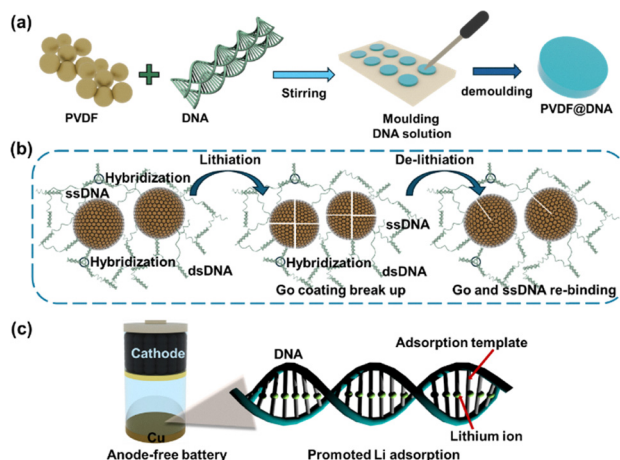 (a)
PVDF
DNA
Stirring
Moulding
DNA solution
demoulding
PVDF@DNA
(b)
Hybridization
ssDNA
Hybridization
dsDNA
Lithiation
ssDNA
dsDNA
Go coating break up
De-lithiation
Go and ssDNA re-binding
(c)
Cathode
Cu
Anode-free battery
DNA
Adsorption template
Lithium ion
Promoted Li adsorption